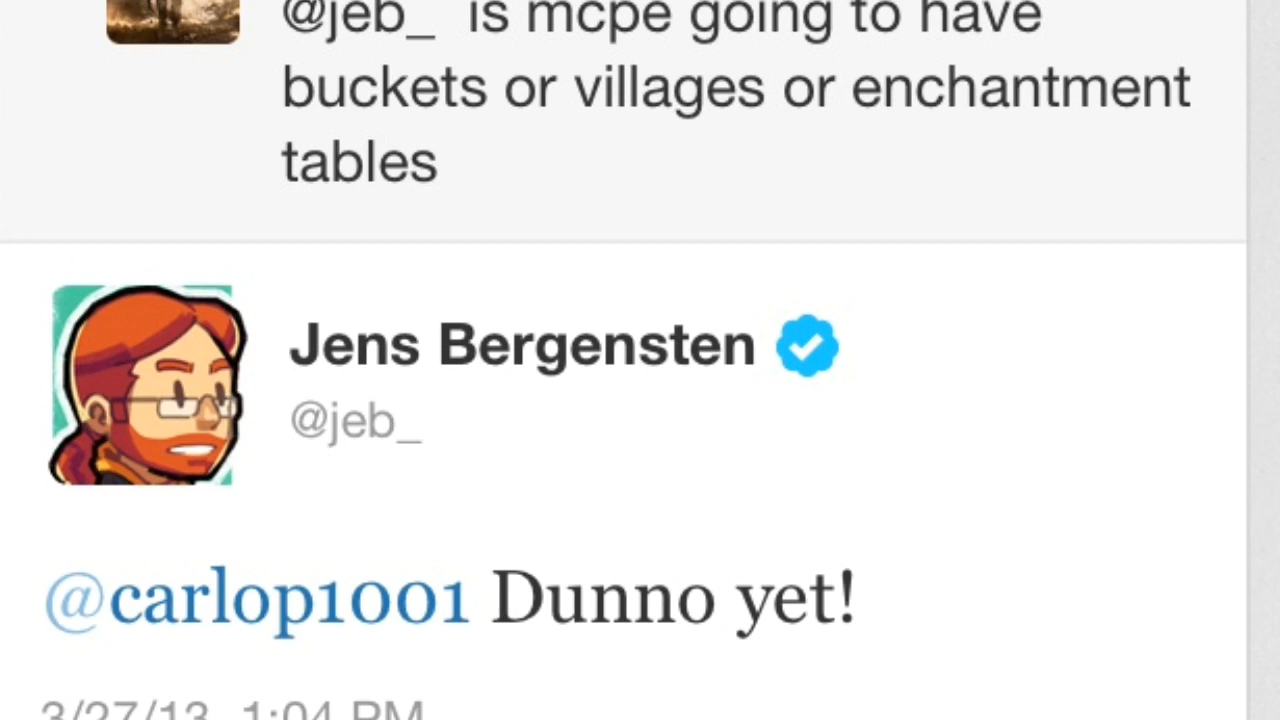 @jeb_ is mcpe going to have
buckets or villages or enchantment
tables
Jens Bergensten
@jeb_
@carlop1001 Dunno yet!
3/27/13, 1:04 PM